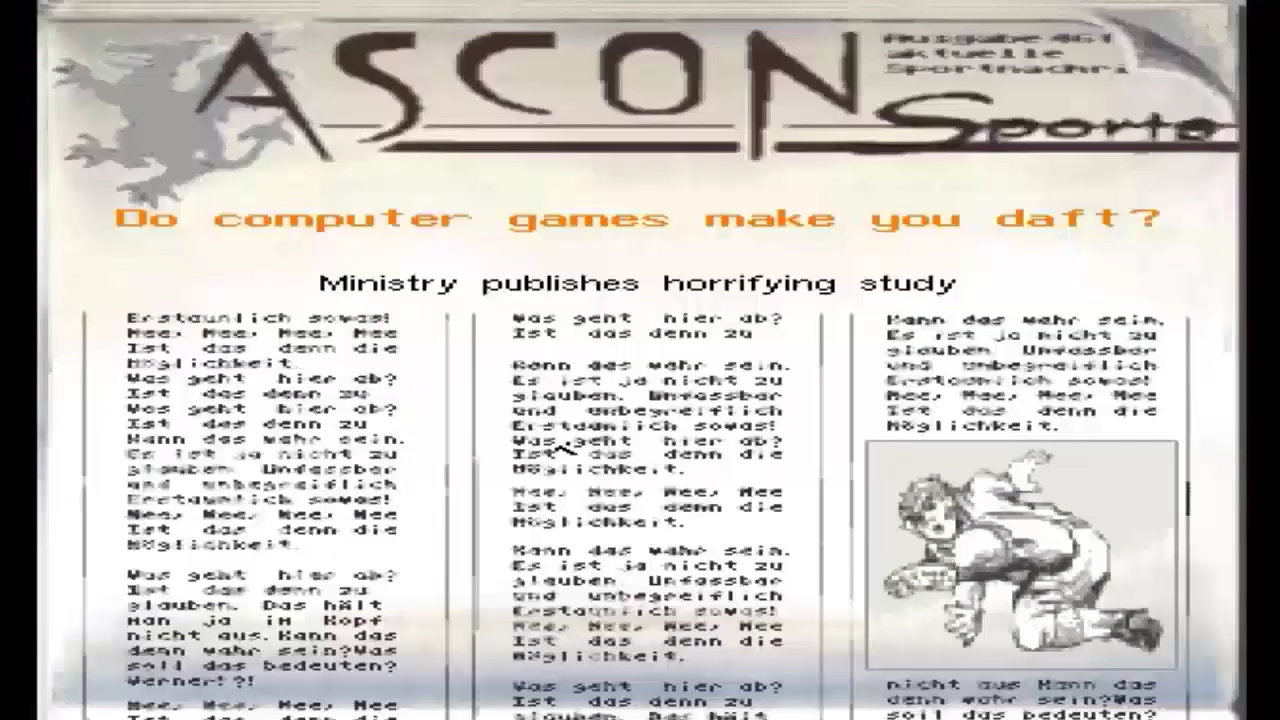 ASCON
Ausgabe
aktuelle
Sportnachri
Sports
Do computer games make you daft?
Ministry publishes horrifying study
Erstaunlich sowas!
Nee, Nee, Nee, Nee
Ist das denn die
Möglichkeit.
Was geht hier ab?
Ist das denn zu
Was geht hier ab?
Ist das denn zu
Kann das wahr sein.
Es ist ja nicht zu
glauben. Unfassbar
und unbegreiflich
Erstaunlich sowas!
Nee, Nee, Nee, Nee
Ist das denn die
Möglichkeit.
Was geht hier ab?
Ist das denn zu
glauben. Das hält
man ja im Kopf
nicht aus. Kann das
denn wahr sein?Was
soll das bedeuten?
Werner!?!
Nee, Nee, Nee, Nee
Ist das denn die
Was geht hier ab?
Ist das denn zu
Kann das wahr sein.
Es ist ja nicht zu
glauben. Unfassbar
und unbegreiflich
Erstaunlich sowas!
Was geht hier ab?
Ist das denn die
Möglichkeit.
Nee, Nee, Nee, Nee
Ist das denn die
Möglichkeit.
Kann das wahr sein.
Es ist ja nicht zu
glauben. Unfassbar
und unbegreiflich
Erstaunlich sowas!
Nee, Nee, Nee, Nee
Ist das denn die
Möglichkeit.
Was geht hier ab?
Ist das denn zu
glauben. Das hält
Kann das wahr sein.
Es ist ja nicht zu
glauben. Unfassbar
und unbegreiflich
Erstaunlich sowas!
Nee, Nee, Nee, Nee
Ist das denn die
Möglichkeit.
nicht aus Kann das
denn wahr sein?Was
soll das bedeuten?